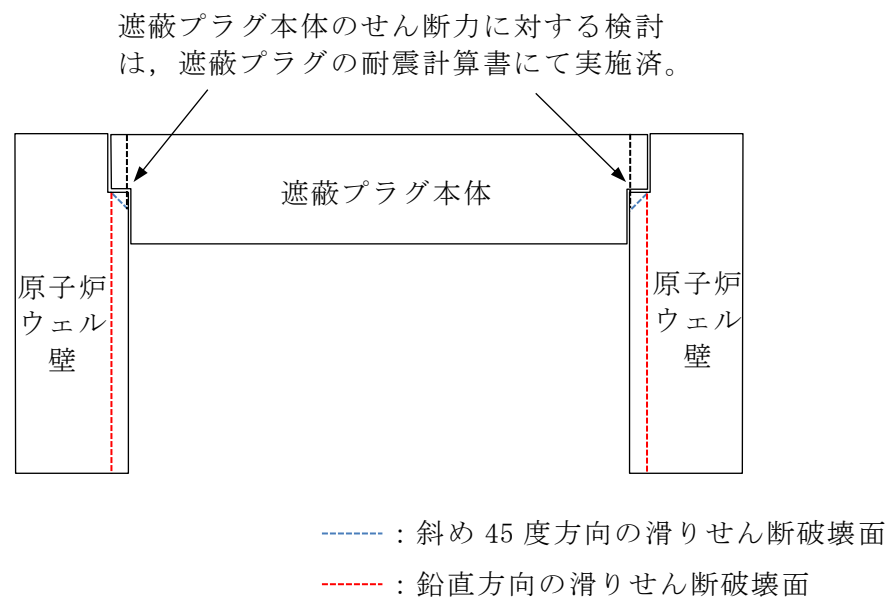 遮蔽プラグ本体のせん断力に対する検討
は，遮蔽プラグの耐震計算書にて実施済。
遮蔽プラグ本体
原子炉
ウェル
壁
原子炉
ウェル
壁
：斜め 45 度方向の滑りせん断破壊面
：鉛直方向の滑りせん断破壊面